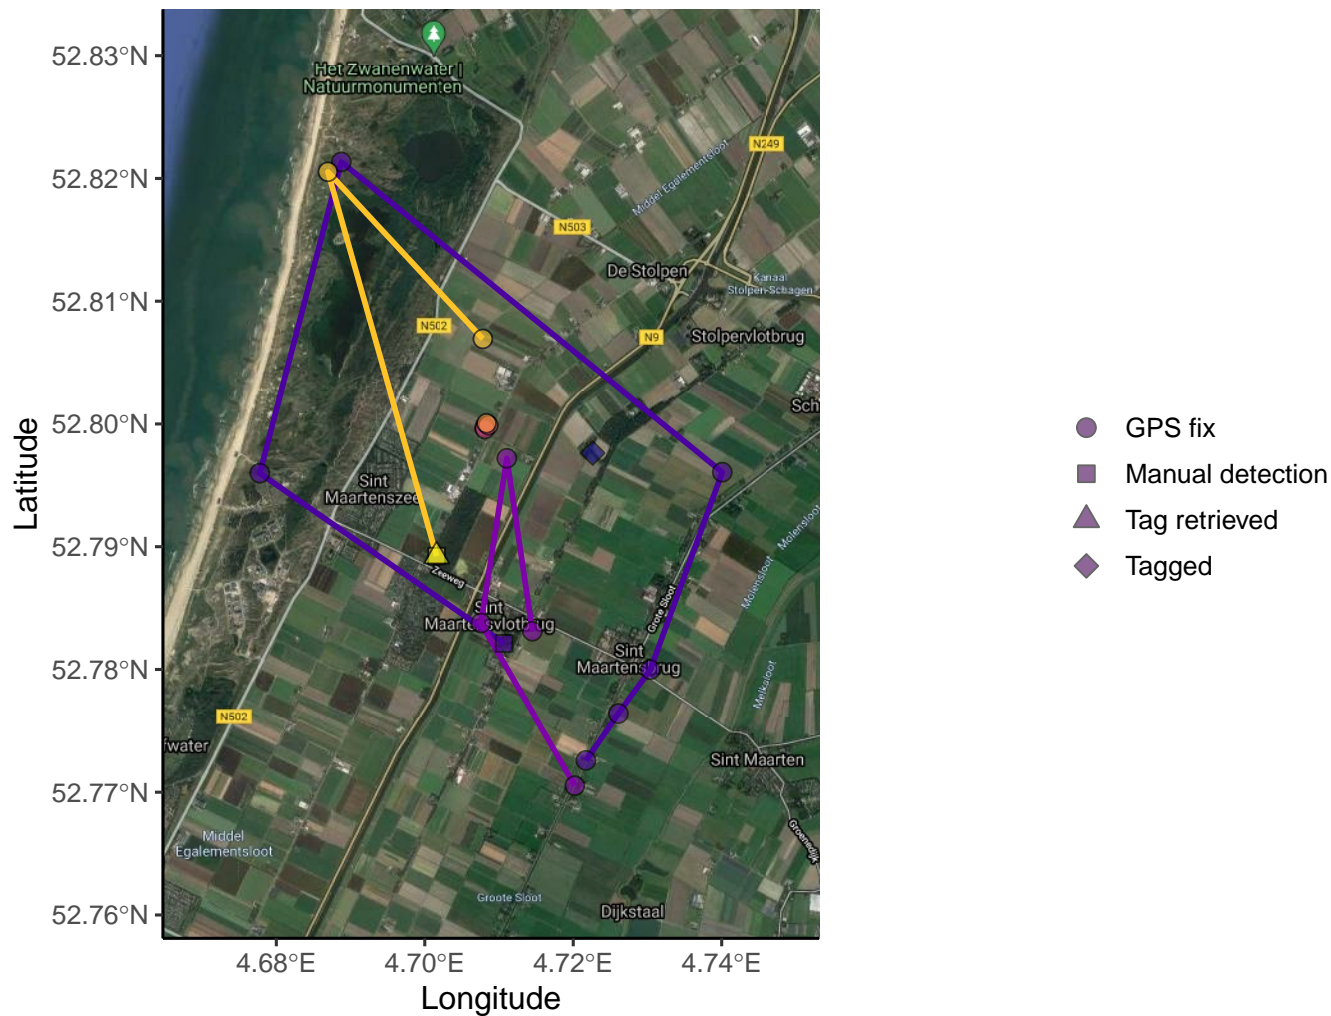 52.83°N
52.82°N
52.81°N
52.80°N
52.79°N
52.78°N
52.77°N
52.76°N
Latitude
4.68°E
4.70°E
4.72°E
4.74°E
Longitude
Het Zwanenwater |
Natuurmonumenten
N249
Middel Egalementsloot
N503
De Stolpen
Kanaal
Stolpen-Schagen
N502
N9
Stolpervlotbrug
Sch
Sint
Maartenszee
Molensloot
Zeeweg
Molensloot
Grote Sloot
Sint
Maartensvlotbrug
Sint
Maartensbrug
Melksloot
N502
fwater
Sint Maarten
Middel
Egalementsloot
Groenedijk
Groote Sloot
Dijkstaal
GPS fix
Manual detection
Tag retrieved
Tagged